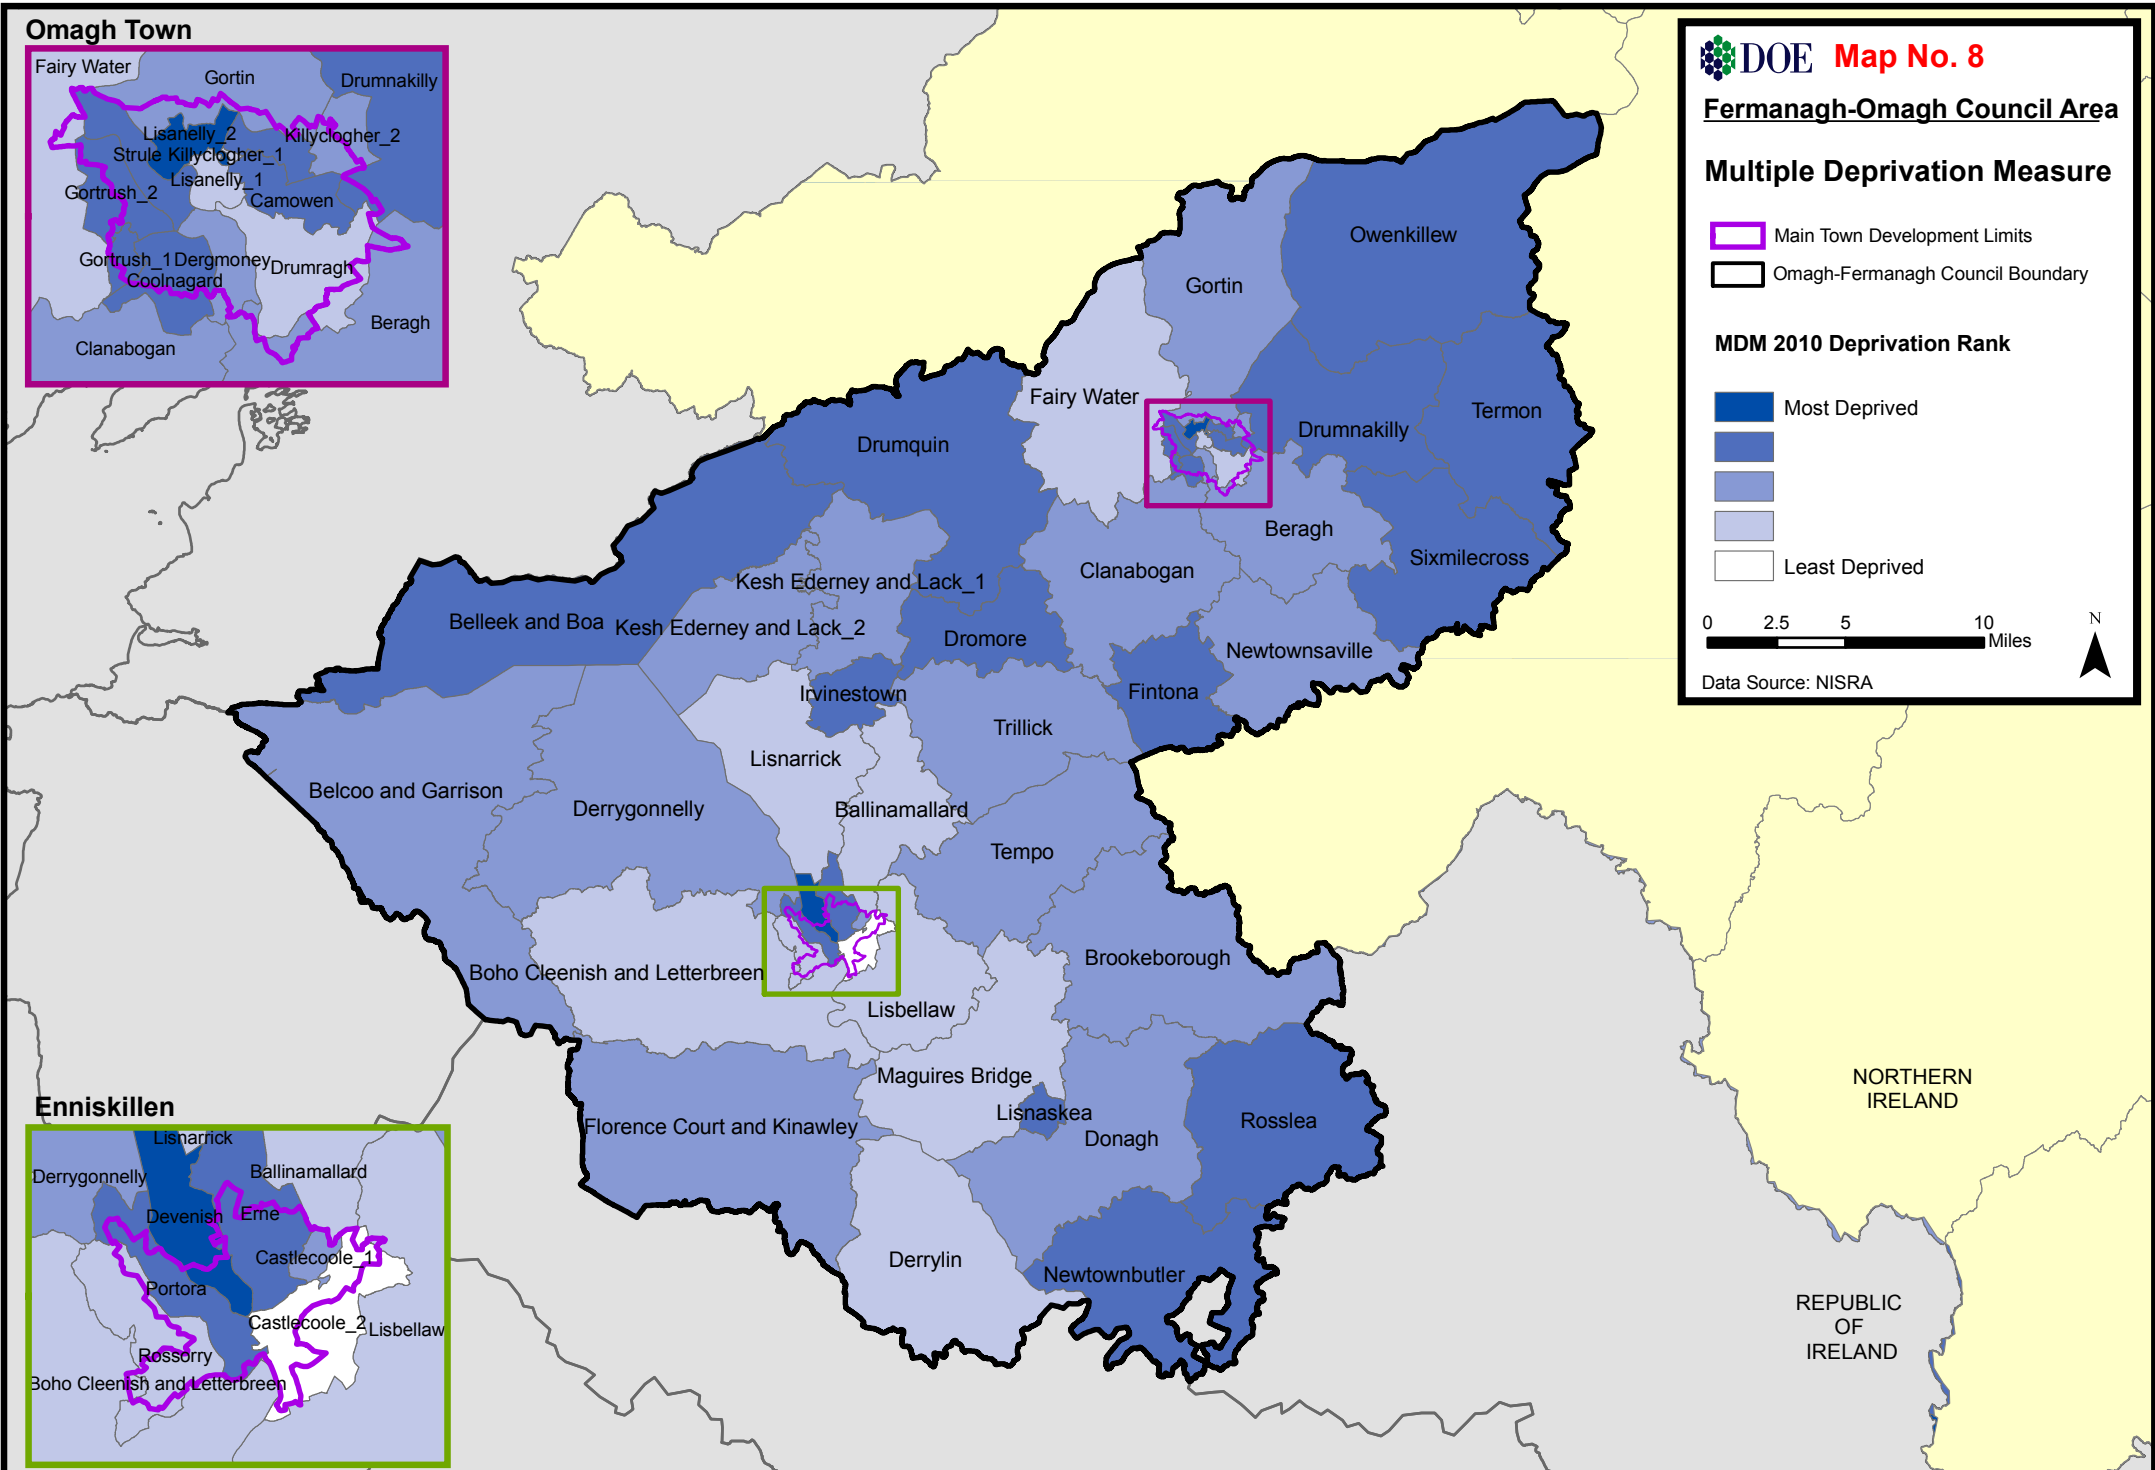 Omagh Town
Fairy Water
Gortin
Drumnakilly
Lisanelly_2
Killyclogher_2
Strule Killyclogher_1
Lisanelly_1
Gortrush_2
Camowen
Gortrush_1 Dergmoney
Drumragh
Coolnagard
Beragh
Clanabogan
DOE Map No. 8
Fermanagh-Omagh Council Area
Multiple Deprivation Measure
Main Town Development Limits
Omagh-Fermanagh Council Boundary
MDM 2010 Deprivation Rank
Most Deprived
Least Deprived
0 2.5 5 10
Miles
N
Data Source: NISRA
Owenkillew
Gortin
Fairy Water
Termon
Drumnakilly
Drumquin
Beragh
Sixmilecross
Clanabogan
Kesh Ederney and Lack_1
Belleek and Boa
Kesh Ederney and Lack_2
Dromore
Newtownsaville
Irvinestown
Fintona
Trillick
Lisnarrick
Belcoo and Garrison
Derrygonnelly
Ballinamallard
Tempo
Brookeborough
Boho Cleenish and Letterbreen
Lisbellaw
Maguires Bridge
Lisnaskea
Florence Court and Kinawley
Donagh
Rosslea
Derrylin
Newtownbutler
NORTHERN
IRELAND
REPUBLIC
OF
IRELAND
Enniskillen
Lisnarrick
Derrygonnelly
Ballinamallard
Devenish
Erne
Castlecoole_1
Portora
Castlecoole_2
Lisbellaw
Rossorry
Boho Cleenish and Letterbreen